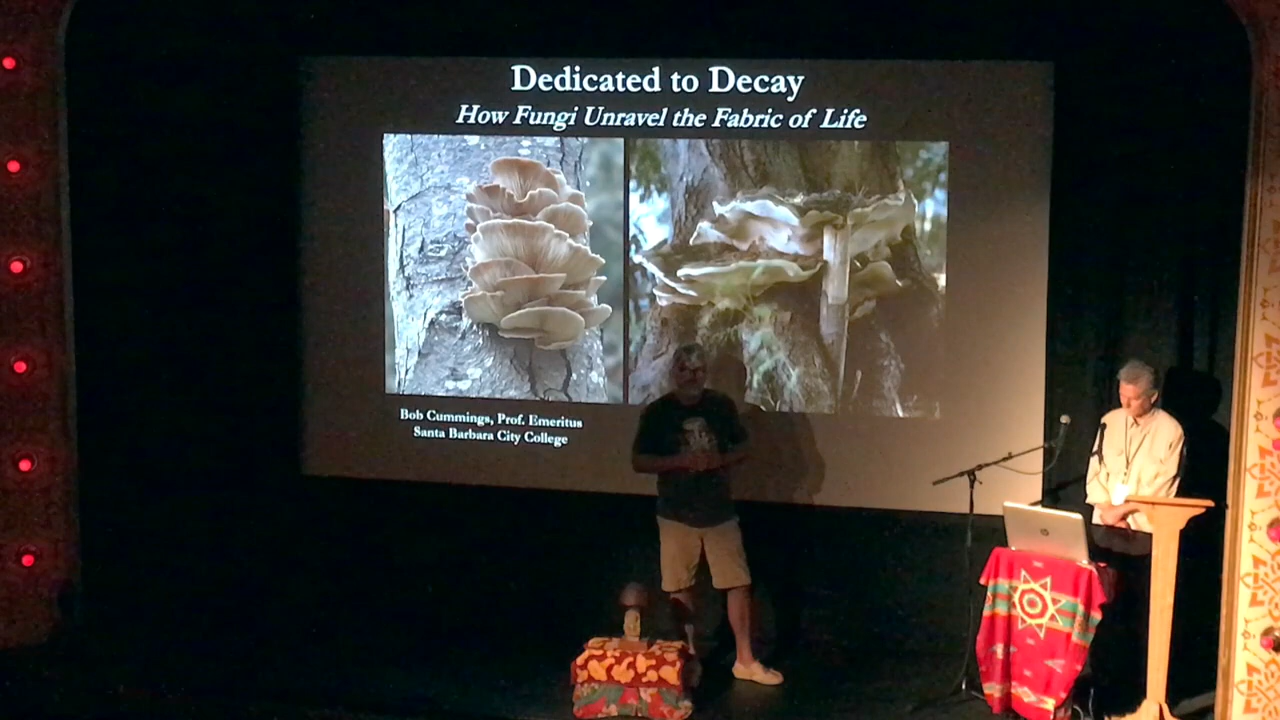 Dedicated to Decay
How Fungi Unravel the Fabric of Life
Bob Cummings, Prof. Emeritus
Santa Barbara City College